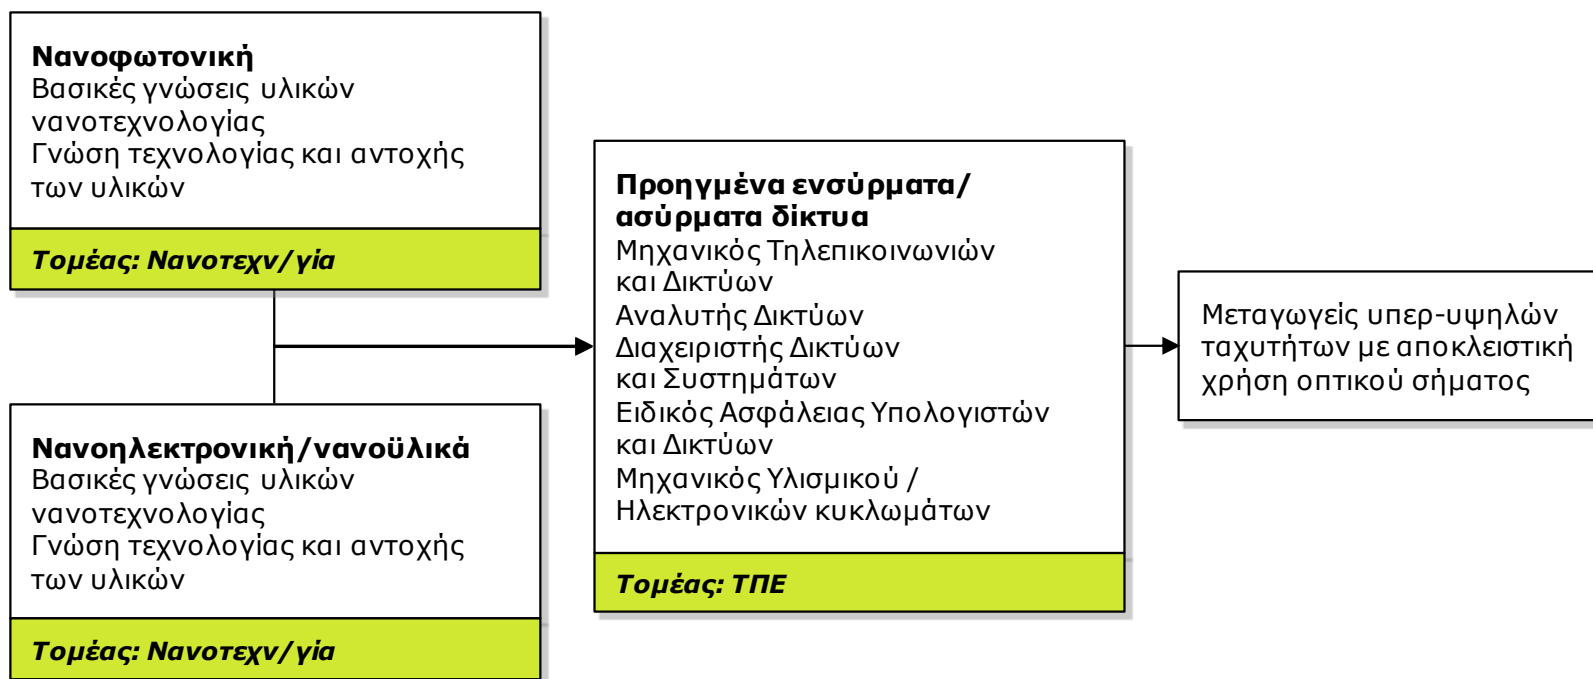 Νανοφωτονική
Βασικές γνώσεις υλικών
νανοτεχνολογίας
Γνώση τεχνολογίας και αντοχής
των υλικών
Τομέας: Νανοτεχν/γία
Νανοηλεκτρονική/νανοϋλικά
Βασικές γνώσεις υλικών
νανοτεχνολογίας
Γνώση τεχνολογίας και αντοχής
των υλικών
Τομέας: Νανοτεχν/γία
Προηγμένα ενσύρματα/
ασύρματα δίκτυα
Μηχανικός Τηλεπικοινωνιών
και Δικτύων
Αναλυτής Δικτύων
Διαχειριστής Δικτύων
και Συστημάτων
Ειδικός Ασφάλειας Υπολογιστών
και Δικτύων
Μηχανικός Υλισμικού /
Ηλεκτρονικών κυκλωμάτων
Τομέας: ΤΠΕ
Μεταγωγείς υπερ-υψηλών
ταχυτήτων με αποκλειστική
χρήση οπτικού σήματος